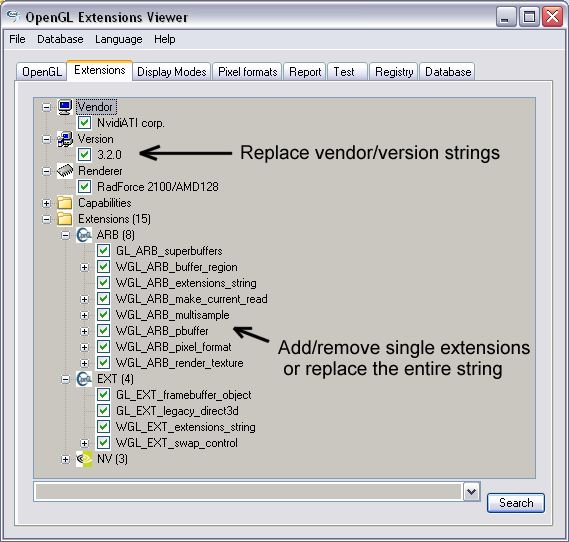 OpenGL Extensions Viewer
File Database Language Help
OpenGL Extensions Display Modes Pixel formats Report Test Registry Database
Vendor
NvidiATI corp.
Version
3.2.0
Replace vendor/version strings
Renderer
RadForce 2100/AMD128
Capabilities
Extensions (15)
ARB (8)
GL_ARB_superbuffers
WGL_ARB_buffer_region
WGL_ARB_extensions_string
WGL_ARB_make_current_read
WGL_ARB_multisample
WGL_ARB_pbuffer
WGL_ARB_pixel_format
WGL_ARB_render_texture
Add/remove single extensions
or replace the entire string
EXT (4)
GL_EXT_framebuffer_object
GL_EXT_legacy_direct3d
WGL_EXT_extensions_string
WGL_EXT_swap_control
NV (3)
Search